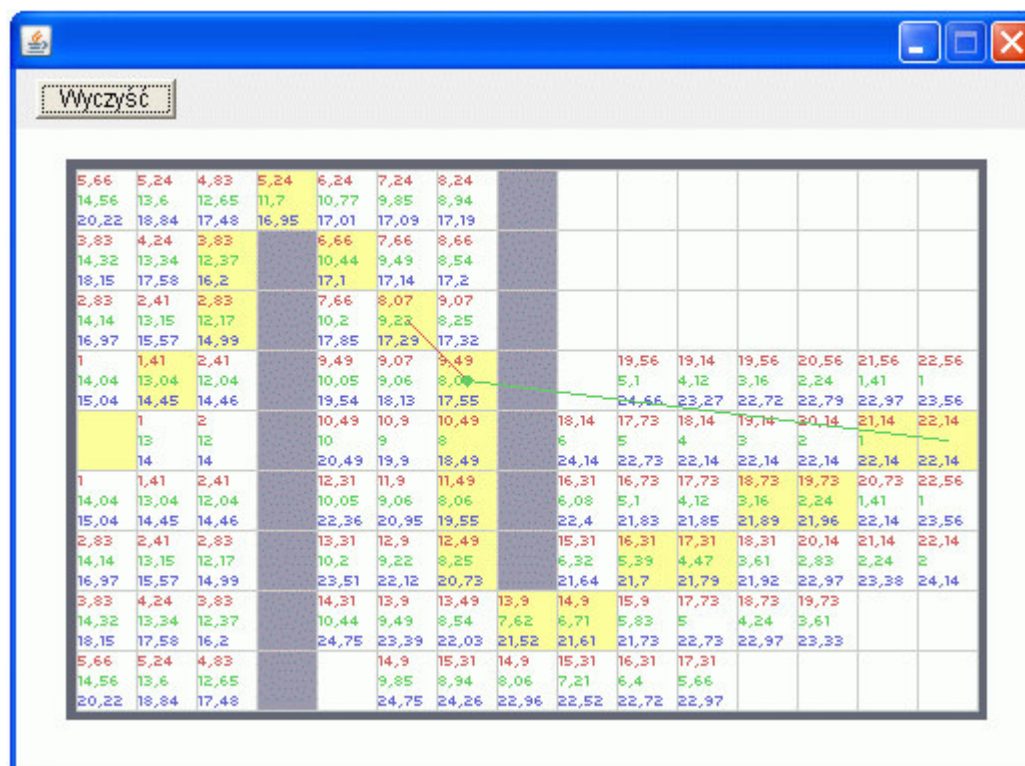 Wyczyść
5,66 5,24 4,83 5,24 6,24 7,24 8,24
14,56 13,6 12,65 11,7 10,77 9,85 8,94
20,22 18,84 17,48 16,95 17,01 17,09 17,19
3,83 4,24 3,83 6,66 7,66 8,66
14,32 13,34 12,37 10,44 9,49 8,54
18,15 17,58 16,2 17,1 17,14 17,2
2,83 2,41 2,83 7,66 8,07 9,07
14,14 13,15 12,17 10,2 9,22 8,25
16,97 15,57 14,99 17,85 17,29 17,32
1 1,41 2,41 9,49 9,07 9,49 19,56 19,14 19,56 20,56 21,56 22,56
14,04 13,04 12,04 10,05 9,06 5,1 4,12 3,16 2,24 1,41 1
15,04 14,45 14,46 19,54 18,13 17,55 24,66 23,27 22,72 22,79 22,97 23,56
1 2 10,49 10,9 10,49 18,14 17,73 18,14 19,14 20,14 21,14 22,14
13 12 10 9 8 6 5 4 3 2 1
14 14 20,49 19,9 18,49 24,14 22,73 22,14 22,14 22,14 22,14 22,14
1 1,41 2,41 12,31 11,9 11,49 16,31 16,73 17,73 18,73 19,73 20,73 22,56
14,04 13,04 12,04 10,05 9,06 8,06 6,08 5,1 4,12 3,16 2,24 1,41 1
15,04 14,45 14,46 22,36 20,95 19,55 22,4 21,83 21,85 21,89 21,96 22,14 23,56
2,83 2,41 2,83 13,31 12,9 12,49 15,31 16,31 17,31 18,31 20,14 21,14 22,14
14,14 13,15 12,17 10,2 9,22 8,25 6,32 5,39 4,47 3,61 2,83 2,24 2
16,97 15,57 14,99 23,51 22,12 20,73 21,64 21,7 21,79 21,92 22,97 23,38 24,14
3,83 4,24 3,83 14,31 13,9 13,49 13,9 14,9 15,9 17,73 18,73 19,73
14,32 13,34 12,37 10,44 9,49 8,54 7,62 6,71 5,83 5 4,24 3,61
18,15 17,58 16,2 24,75 23,39 22,03 21,52 21,61 21,73 22,73 22,97 23,33
5,66 5,24 4,83 14,9 15,31 14,9 15,31 16,31 17,31
14,56 13,6 12,65 9,85 8,94 8,06 7,21 6,4 5,66
20,22 18,84 17,48 24,75 24,26 22,96 22,52 22,72 22,97